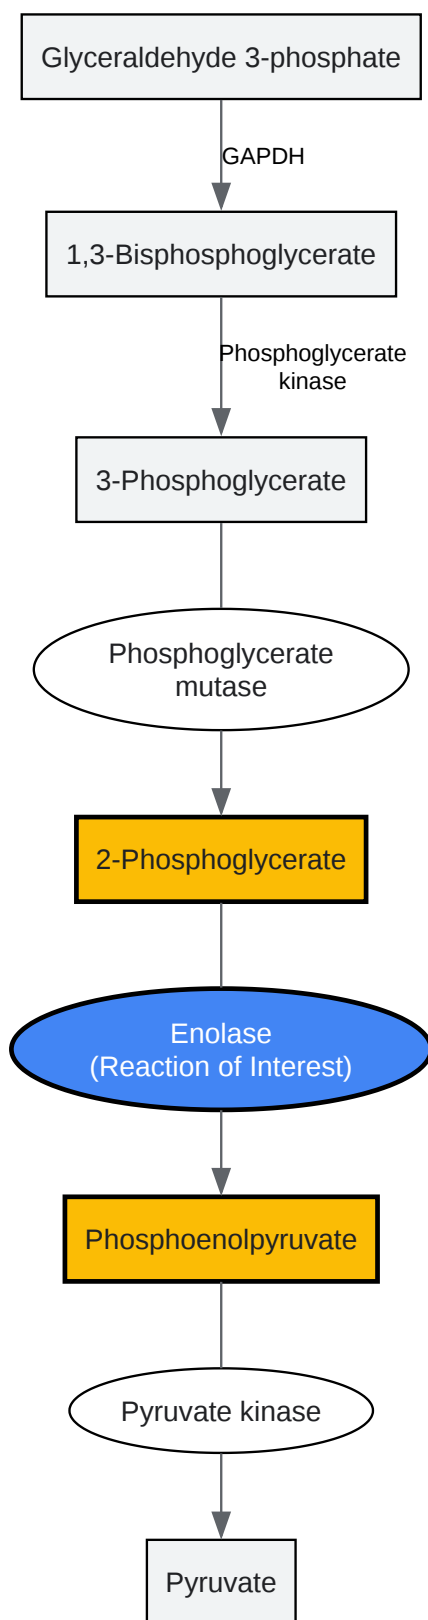 Glyceraldehyde 3-phosphate
GAPDH
1,3-Bisphosphoglycerate
Phosphoglycerate
kinase
3-Phosphoglycerate
Phosphoglycerate
mutase
2-Phosphoglycerate
Enolase
(Reaction of Interest)
Phosphoenolpyruvate
Pyruvate kinase
Pyruvate